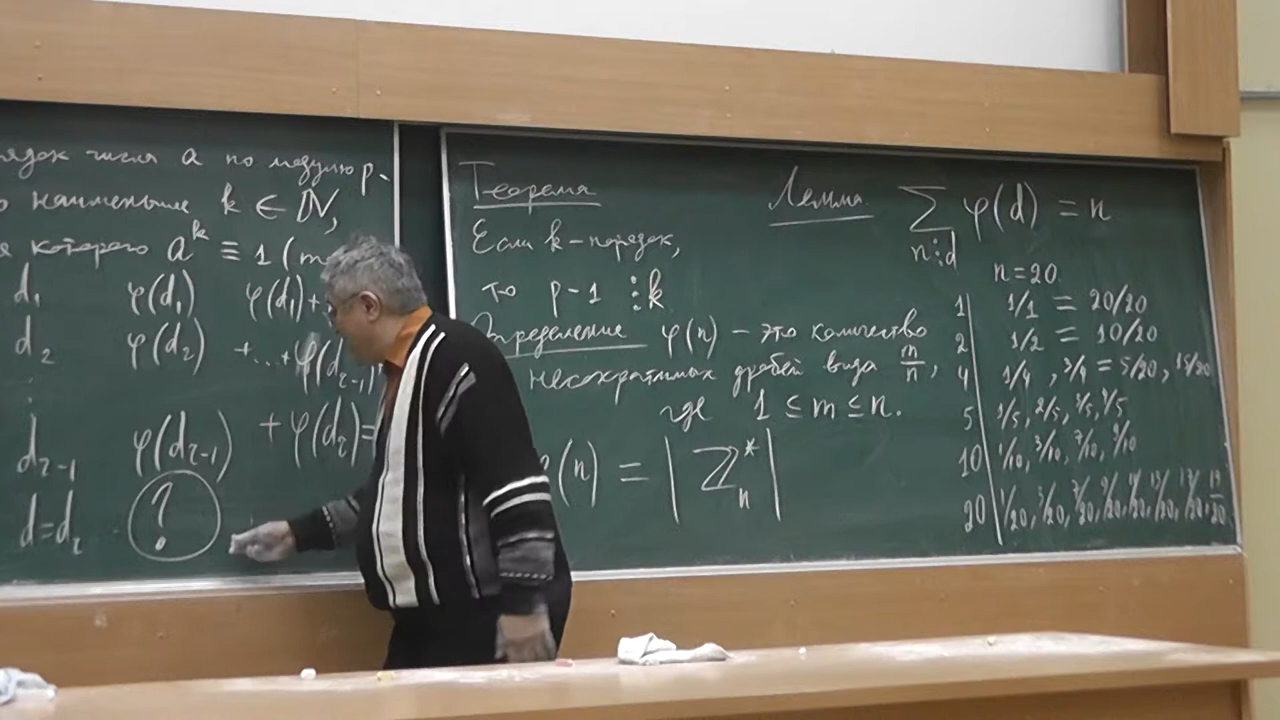 рядок числа a по модулю p.
о наименьшее k ∈ ℕ,
которого a^k ≡ 1 (m
d₁ φ(d₁) φ(d₁)+
d₂ φ(d₂) +...+φ(d_{r-1})
⋮
d_{r-1} φ(d_{r-1}) +φ(d_r)=
d=d_r ?
Теорема
Если k - порядок,
то p-1 ⋮ k
Определение φ(n) – это количество
несократимых дробей вида m/n,
где 1 ≤ m ≤ n.
(n) = |ℤ*_n|
Лемма ∑_{n⋮d} φ(d) = n
n=20
1 | 1/1 = 20/20
2 | 1/2 = 10/20
4 | 1/4, 3/4 = 5/20, 15/20
5 | 1/5, 2/5, 3/5, 4/5
10 | 1/10, 3/10, 7/10, 9/10
20 | 1/20, 3/20, 7/20, 9/20, 11/20, 13/20, 17/20, 19/20